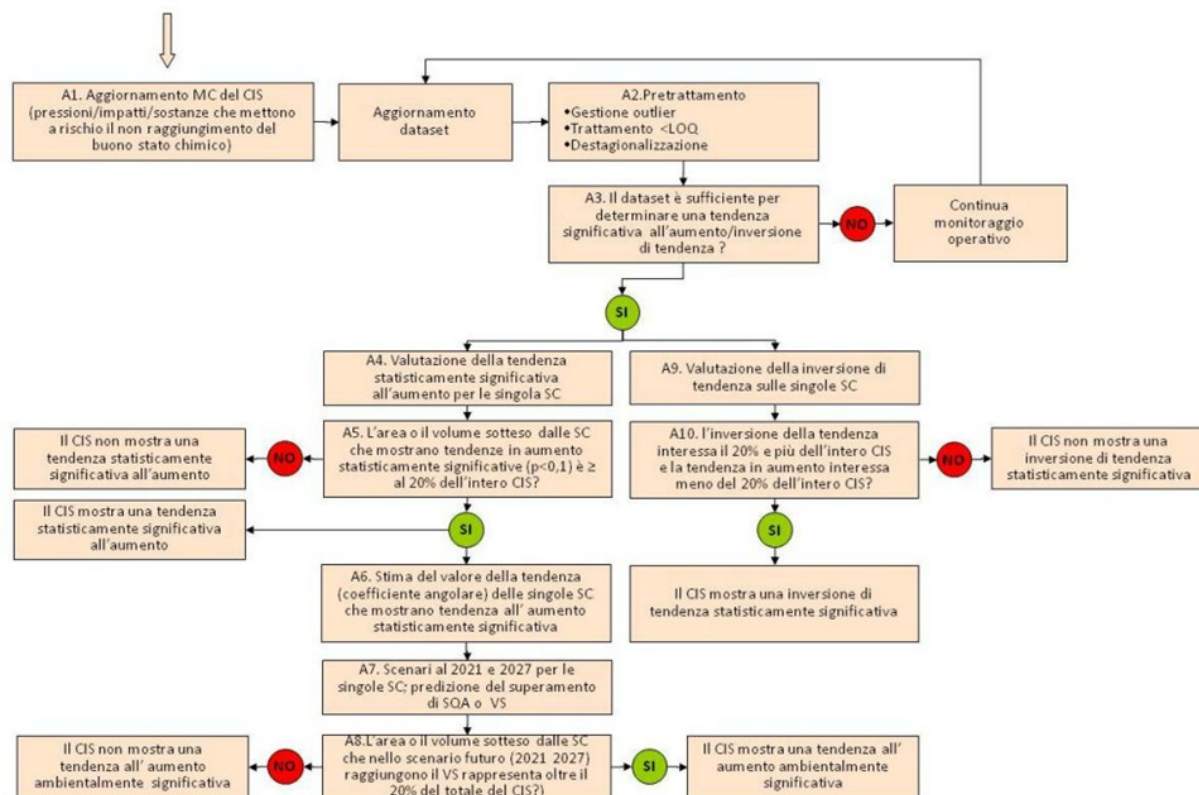 A1. Aggiornamento MC del CIS
(pressioni/impatti/sostanze che mettono
a rischio il non raggiungimento del
buono stato chimico)
Aggiornamento
dataset
A2.Pretrattamento
•Gestione outlier
•Trattamento <LOQ
•Destagionalizzazione
A3. Il dataset è sufficiente per
determinare una tendenza
significativa all'aumento/inversione
di tendenza ?
NO
Continua
monitoraggio
operativo
SI
A4. Valutazione della tendenza
statisticamente significativa
all'aumento per le singola SC
A9. Valutazione della inversione di
tendenza sulle singole SC
Il CIS non mostra una
tendenza statisticamente
significativa all'aumento
NO
A5. L'area o il volume sotteso dalle SC
che mostrano tendenze in aumento
statisticamente significative (p<0,1) è ≥
al 20% dell'intero CIS?
A10. l'inversione della tendenza
interessa il 20% e più dell'intero CIS
e la tendenza in aumento interessa
meno del 20% dell'intero CIS?
NO
Il CIS non mostra una
inversione di tendenza
statisticamente significativa
Il CIS mostra una tendenza
statisticamente significativa
all'aumento
SI
SI
A6. Stima del valore della tendenza
(coefficiente angolare) delle singole SC
che mostrano tendenza all' aumento
statisticamente significativa
Il CIS mostra una inversione di
tendenza statisticamente significativa
A7. Scenari al 2021 e 2027 per le
singole SC; predizione del superamento
di SQA o VS
Il CIS non mostra una
tendenza all' aumento
ambientalmente significativa
NO
A8.L'area o il volume sotteso dalle SC
che nello scenario futuro (2021 2027)
raggiungono il VS rappresenta oltre il
20% del totale del CIS?)
SI
Il CIS mostra una tendenza all'
aumento ambientalmente
significativa